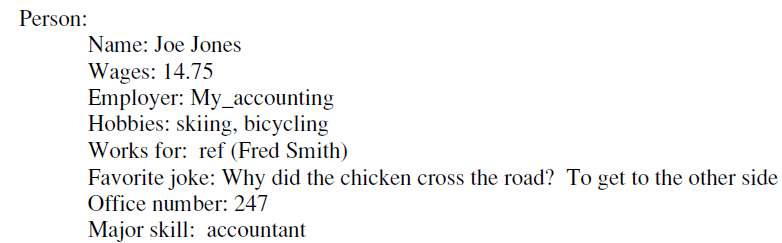 Person:
Name: Joe Jones
Wages: 14.75
Employer: My_accounting
Hobbies: skiing, bicycling
Works for:  ref (Fred Smith)
Favorite joke: Why did the chicken cross the road?  To get to the other side
Office number: 247
Major skill:  accountant